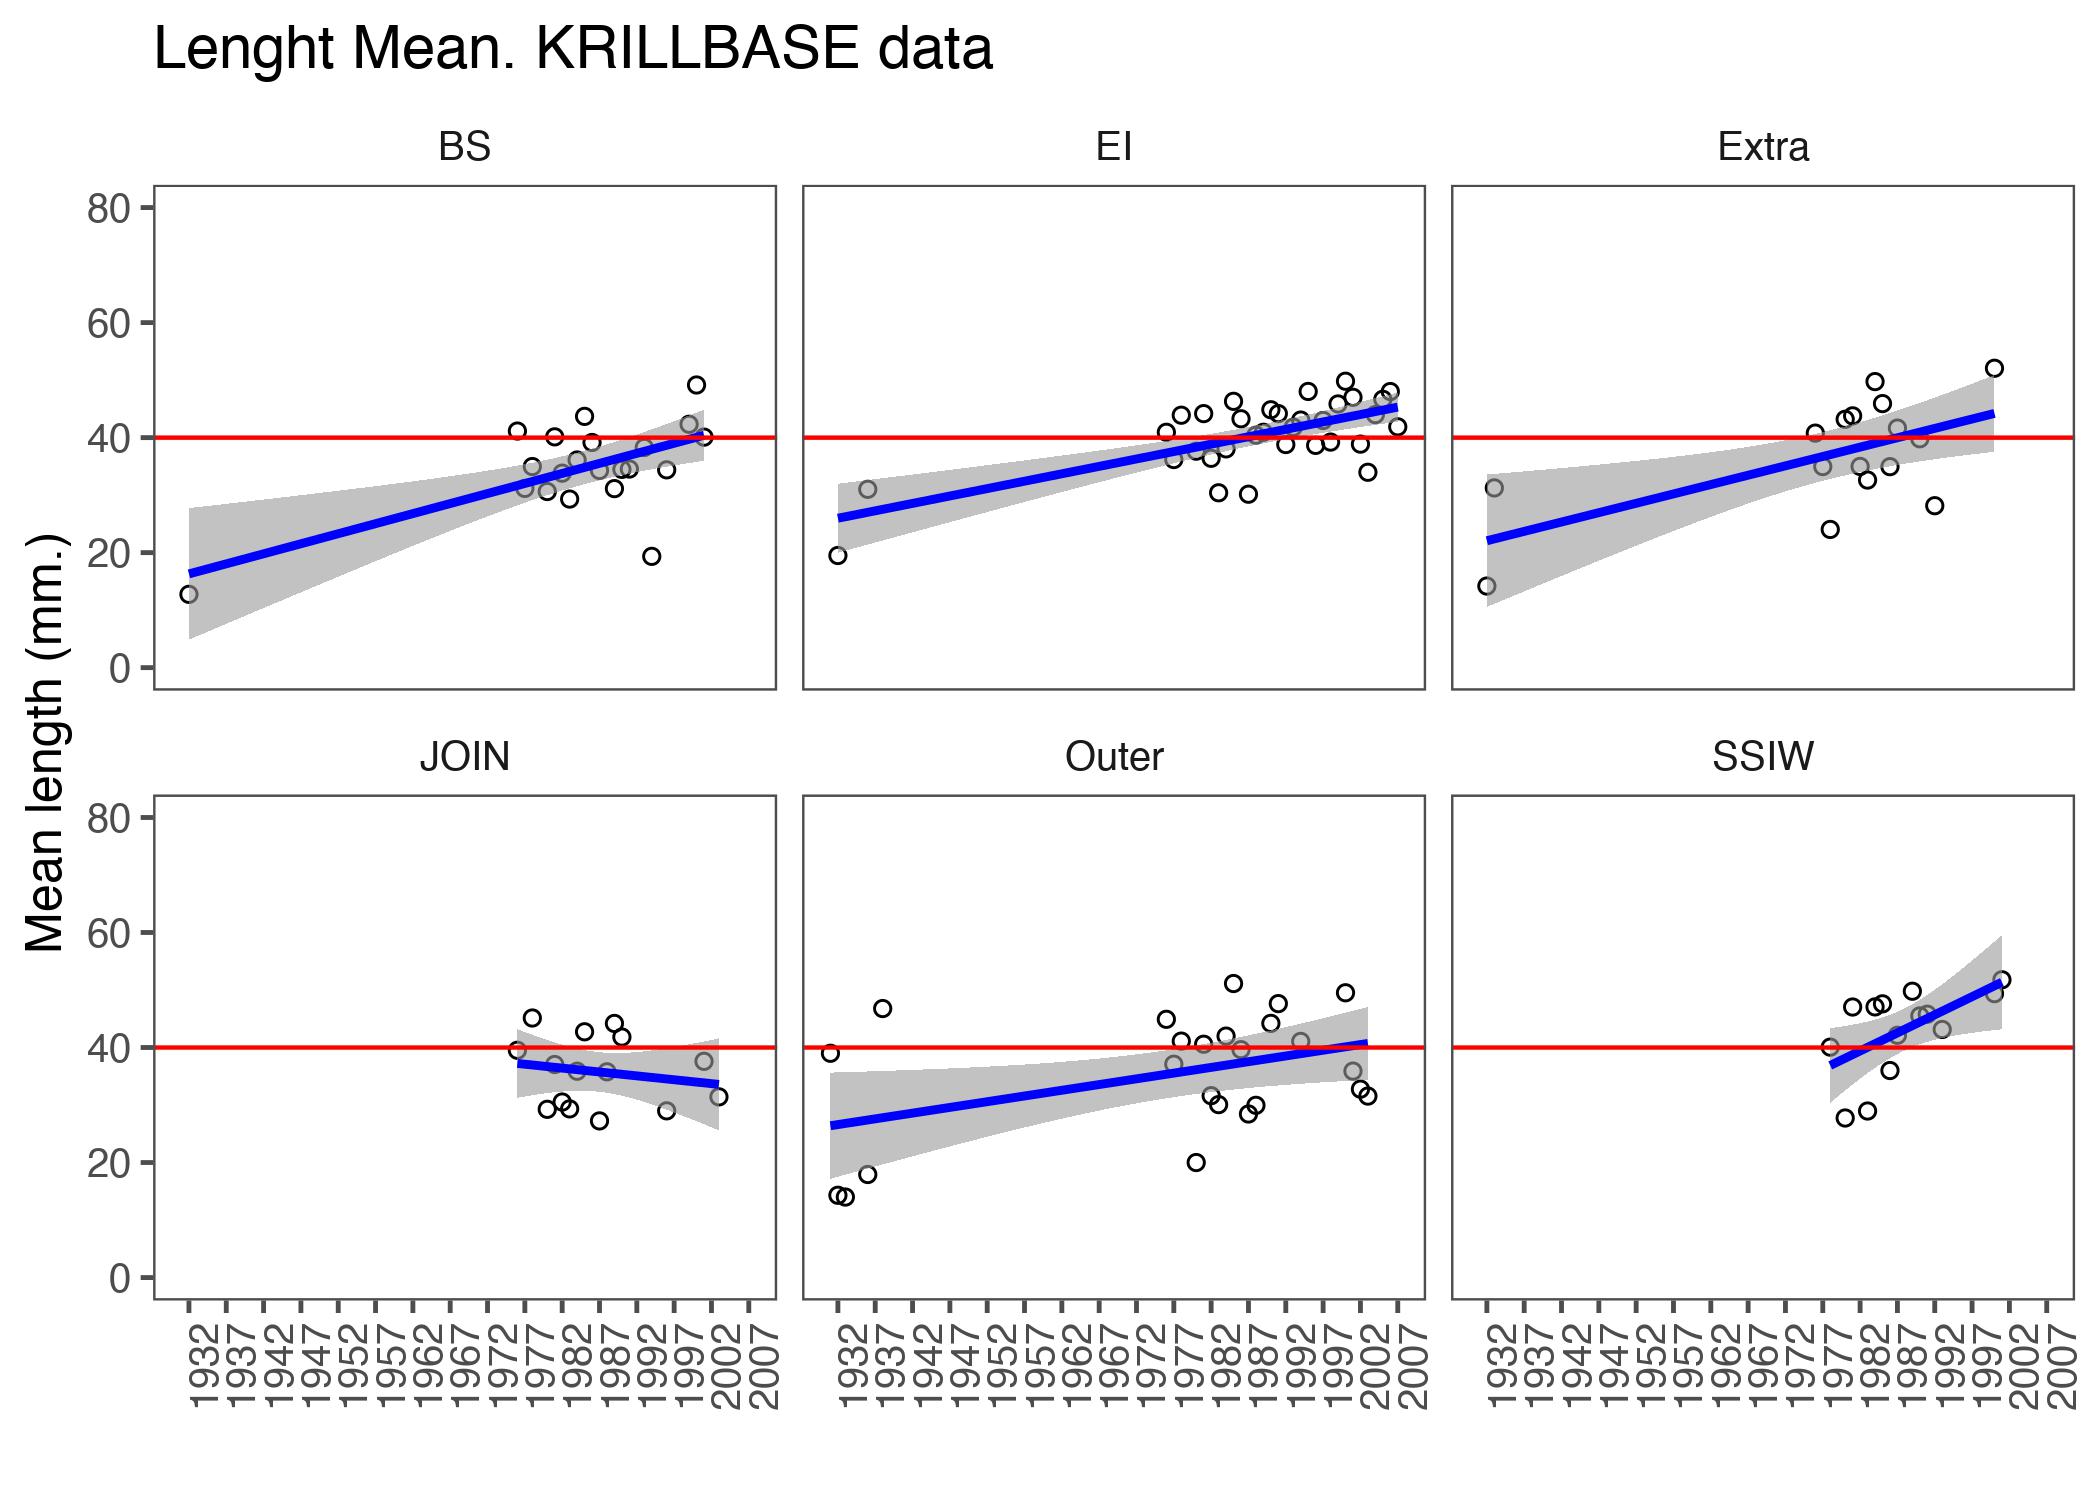 Lenght Mean. KRILLBASE data
BS EI Extra
80
60
40
20
0
Mean length (mm.)
JOIN Outer SSIW
80
60
40
20
0
1932 1937 1942 1947 1952 1957 1962 1967 1972 1977 1982 1987 1992 1997 2002 2007 1932 1937 1942 1947 1952 1957 1962 1967 1972 1977 1982 1987 1992 1997 2002 2007 1932 1937 1942 1947 1952 1957 1962 1967 1972 1977 1982 1987 1992 1997 2002 2007